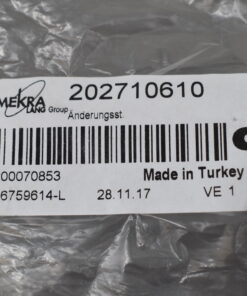 MEKRA
LANG Group
202710610
Änderungsst.
00070853
Made in Turkey
6759614-L
28.11.17
VE 1